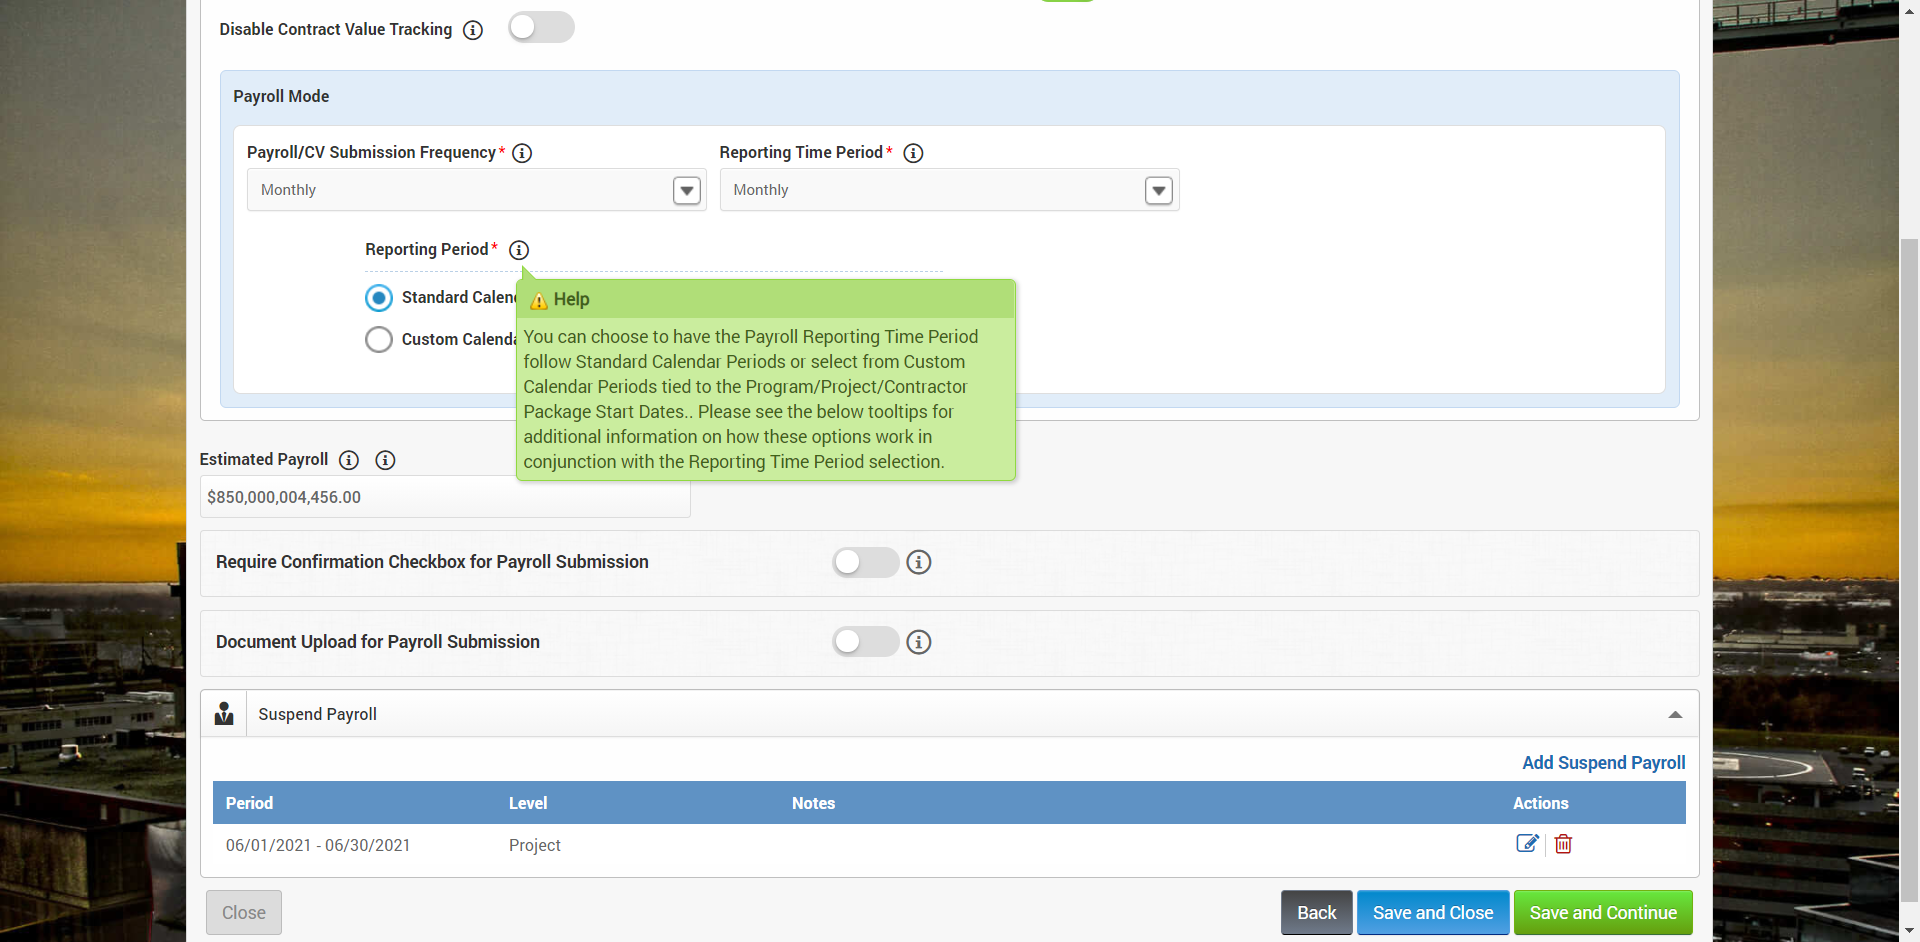 Disable Contract Value Tracking
Payroll Mode
Payroll/CV Submission Frequency* Reporting Time Period*
Monthly Monthly
Reporting Period*
Standard Calen
Custom Calenda
Help
You can choose to have the Payroll Reporting Time Period
follow Standard Calendar Periods or select from Custom
Calendar Periods tied to the Program/Project/Contractor
Package Start Dates.. Please see the below tooltips for
additional information on how these options work in
conjunction with the Reporting Time Period selection.
Estimated Payroll
$850,000,004,456.00
Require Confirmation Checkbox for Payroll Submission
Document Upload for Payroll Submission
Suspend Payroll
Add Suspend Payroll
Period Level Notes Actions
06/01/2021 - 06/30/2021 Project
Close Back Save and Close Save and Continue